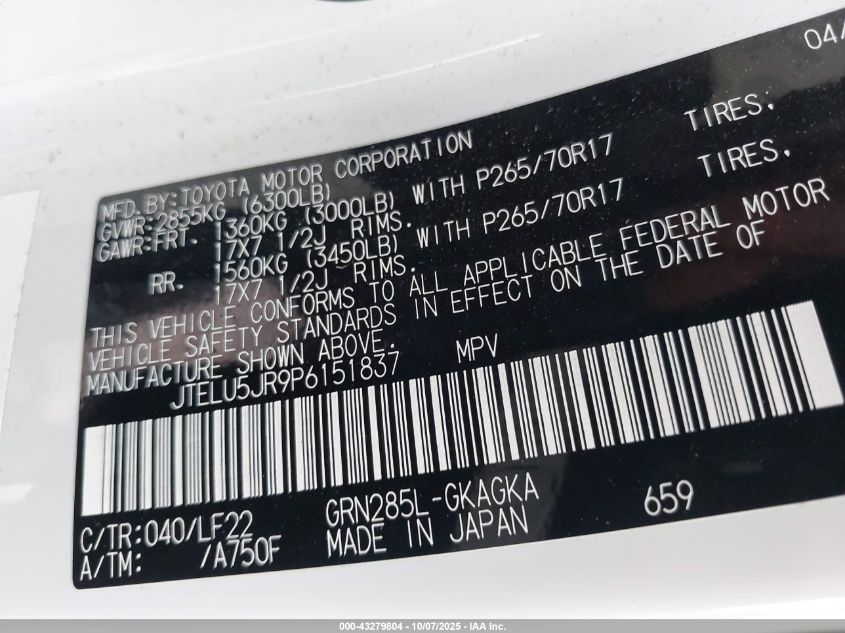 04/
MFD. BY: TOYOTA MOTOR CORPORATION
GVWR: 2855KG (6300LB)
GAWR: FRT. 1360KG (3000LB) WITH P265/70R17 TIRES,
17X7 1/2J RIMS.
RR. 1560KG (3450LB) WITH P265/70R17 TIRES,
17X7 1/2J RIMS.
THIS VEHICLE CONFORMS TO ALL APPLICABLE FEDERAL MOTOR
VEHICLE SAFETY STANDARDS IN EFFECT ON THE DATE OF
MANUFACTURE SHOWN ABOVE.
JTELU5JR9P6151837 MPV
C/TR: 040/LF22 GRN285L-GKAGKA 659
A/TM: /A750F MADE IN JAPAN
000-43279804 - 10/07/2025 - IAA Inc.